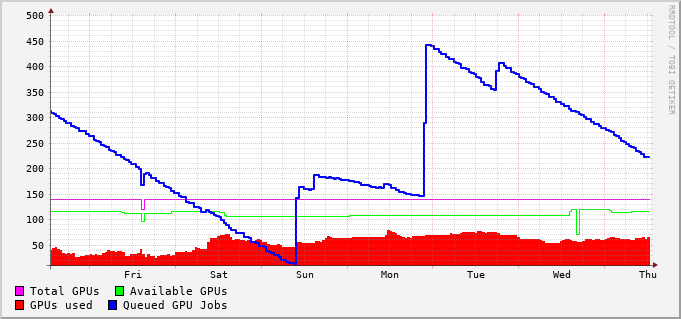 500
450
400
350
300
250
200
150
100
50
Fri Sat Sun Mon Tue Wed Thu
Total GPUs Available GPUs
GPUs used Queued GPU Jobs
RRDTOOL / TOBI OETIKER